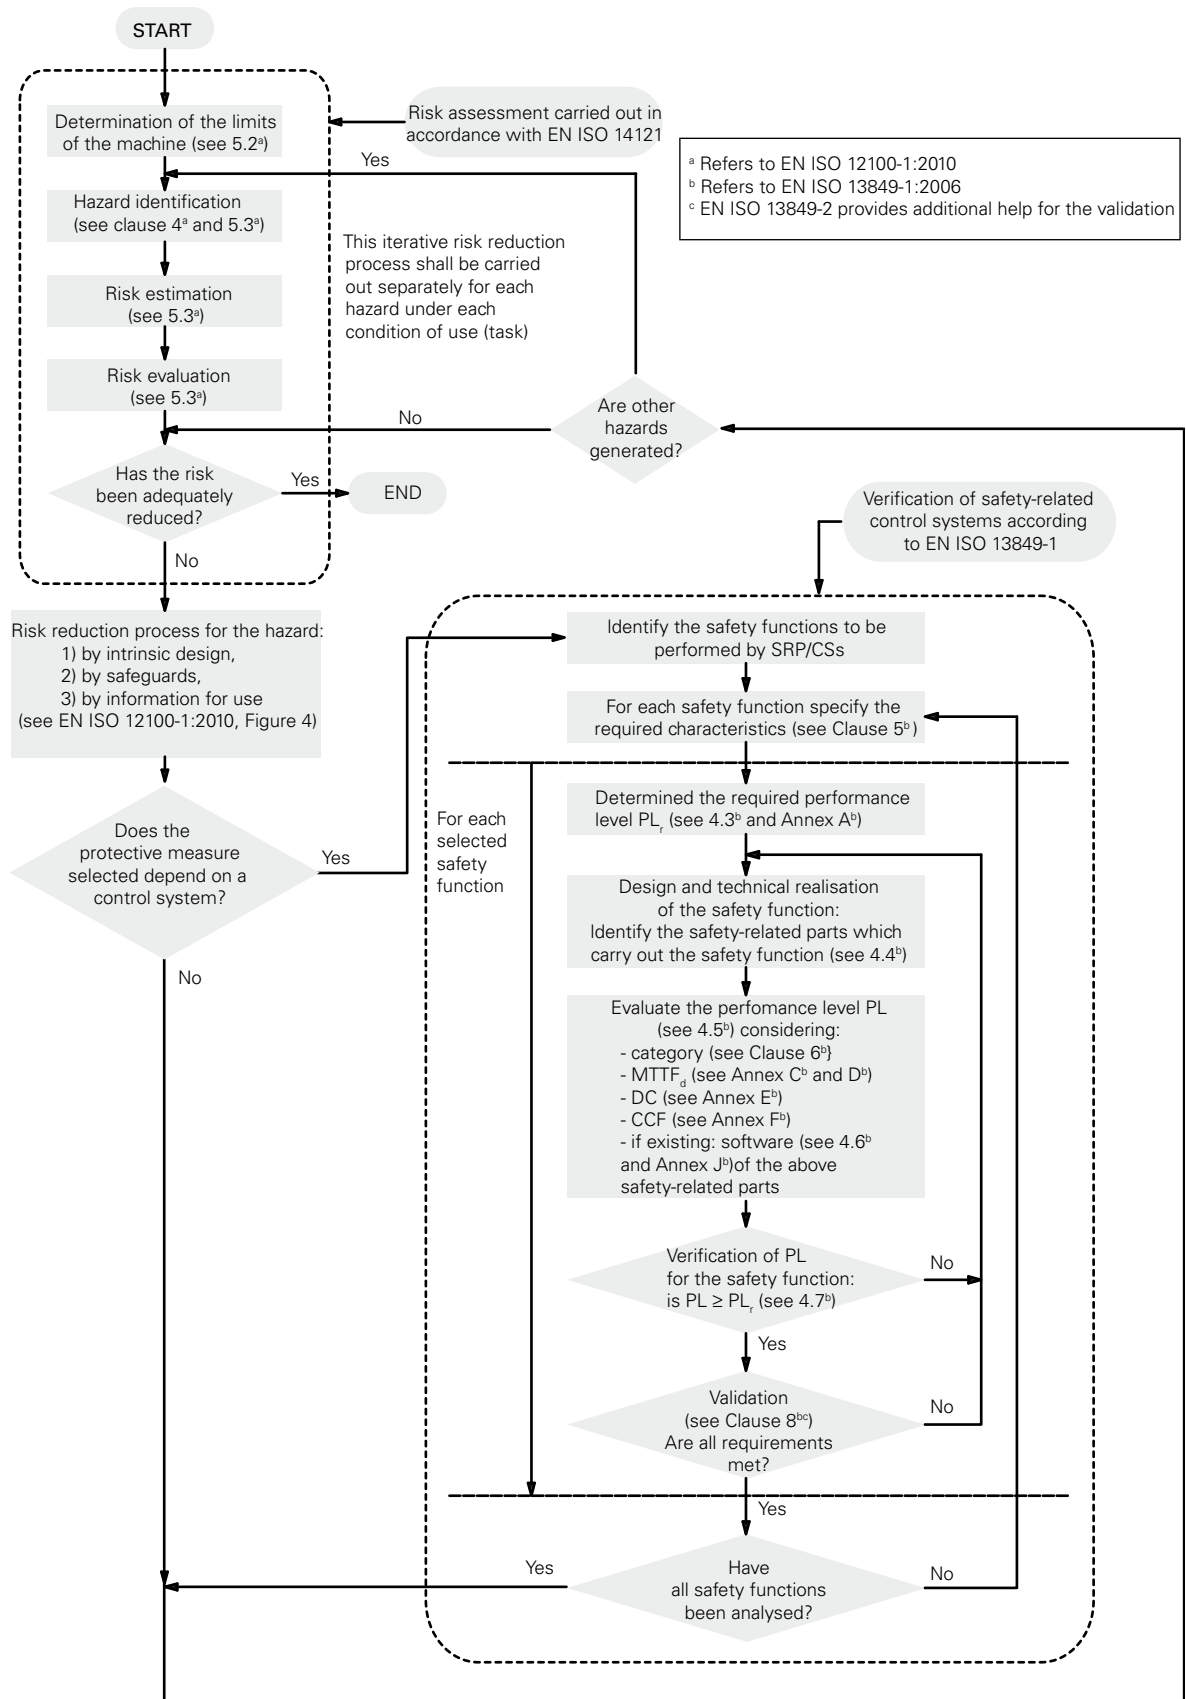 START
Determination of the limits
of the machine (see 5.2ᵃ)
Risk assessment carried out in
accordance with EN ISO 14121
ᵃ Refers to EN ISO 12100-1:2010
ᵇ Refers to EN ISO 13849-1:2006
ᶜ EN ISO 13849-2 provides additional help for the validation
Yes
Hazard identification
(see clause 4ᵃ and 5.3ᵃ)
This iterative risk reduction
process shall be carried
out separately for each
hazard under each
condition of use (task)
Risk estimation
(see 5.3ᵃ)
Risk evaluation
(see 5.3ᵃ)
Are other
hazards
generated?
No
Has the risk
been adequately
reduced?
Yes
END
No
Verification of safety-related
control systems according
to EN ISO 13849-1
Risk reduction process for the hazard:
1) by intrinsic design,
2) by safeguards,
3) by information for use
(see EN ISO 12100-1:2010, Figure 4)
Identify the safety functions to be
performed by SRP/CSs
For each safety function specify the
required characteristics (see Clause 5ᵇ)
Does the
protective measure
selected depend on a
control system?
Yes
No
For each
selected
safety
function
Determined the required performance
level PLᵣ (see 4.3ᵇ and Annex Aᵇ)
Design and technical realisation
of the safety function:
Identify the safety-related parts which
carry out the safety function (see 4.4ᵇ)
Evaluate the perfomance level PL
(see 4.5ᵇ) considering:
- category (see Clause 6ᵇ}
- MTTF_d (see Annex Cᵇ and Dᵇ)
- DC (see Annex Eᵇ)
- CCF (see Annex Fᵇ)
- if existing: software (see 4.6ᵇ
and Annex Jᵇ)of the above
safety-related parts
Verification of PL
for the safety function:
is PL ≥ PLᵣ (see 4.7ᵇ)
No
Yes
Validation
(see Clause 8ᵇᶜ)
Are all requirements
met?
No
Yes
Have
all safety functions
been analysed?
Yes
No